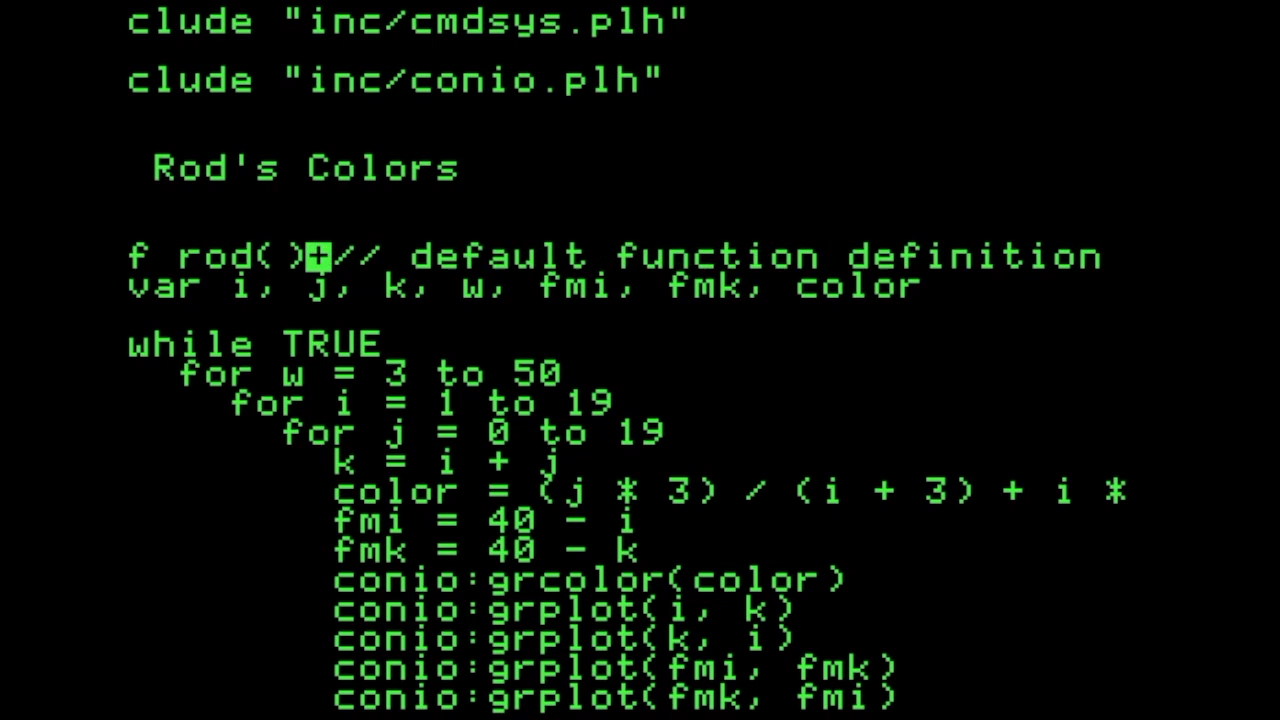 clude "inc/cmdsys.plh"
clude "inc/conio.plh"
Rod's Colors
f rod()+// default function definition
var i, j, k, w, fmi, fmk, color
while TRUE
for w = 3 to 50
for i = 1 to 19
for j = 0 to 19
k = i + j
color = (j * 3) / (i + 3) + i *
fmi = 40 - i
fmk = 40 - k
conio:grcolor(color)
conio:grplot(i, k)
conio:grplot(k, i)
conio:grplot(fmi, fmk)
conio:grplot(fmk, fmi)